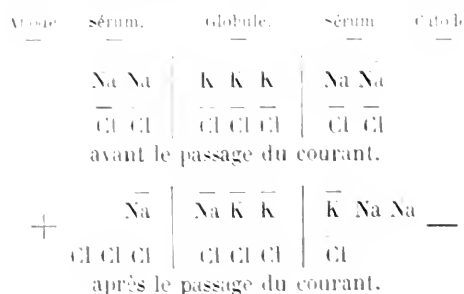 Sérum. Globule. Sérum
Na Na | K K K | Na Na
Cl Cl | Cl Cl Cl | Cl Cl
avant le passage du courant.
+ Na | Na K K | K Na Na —
Cl Cl Cl | Cl Cl Cl | Cl
après le passage du courant.